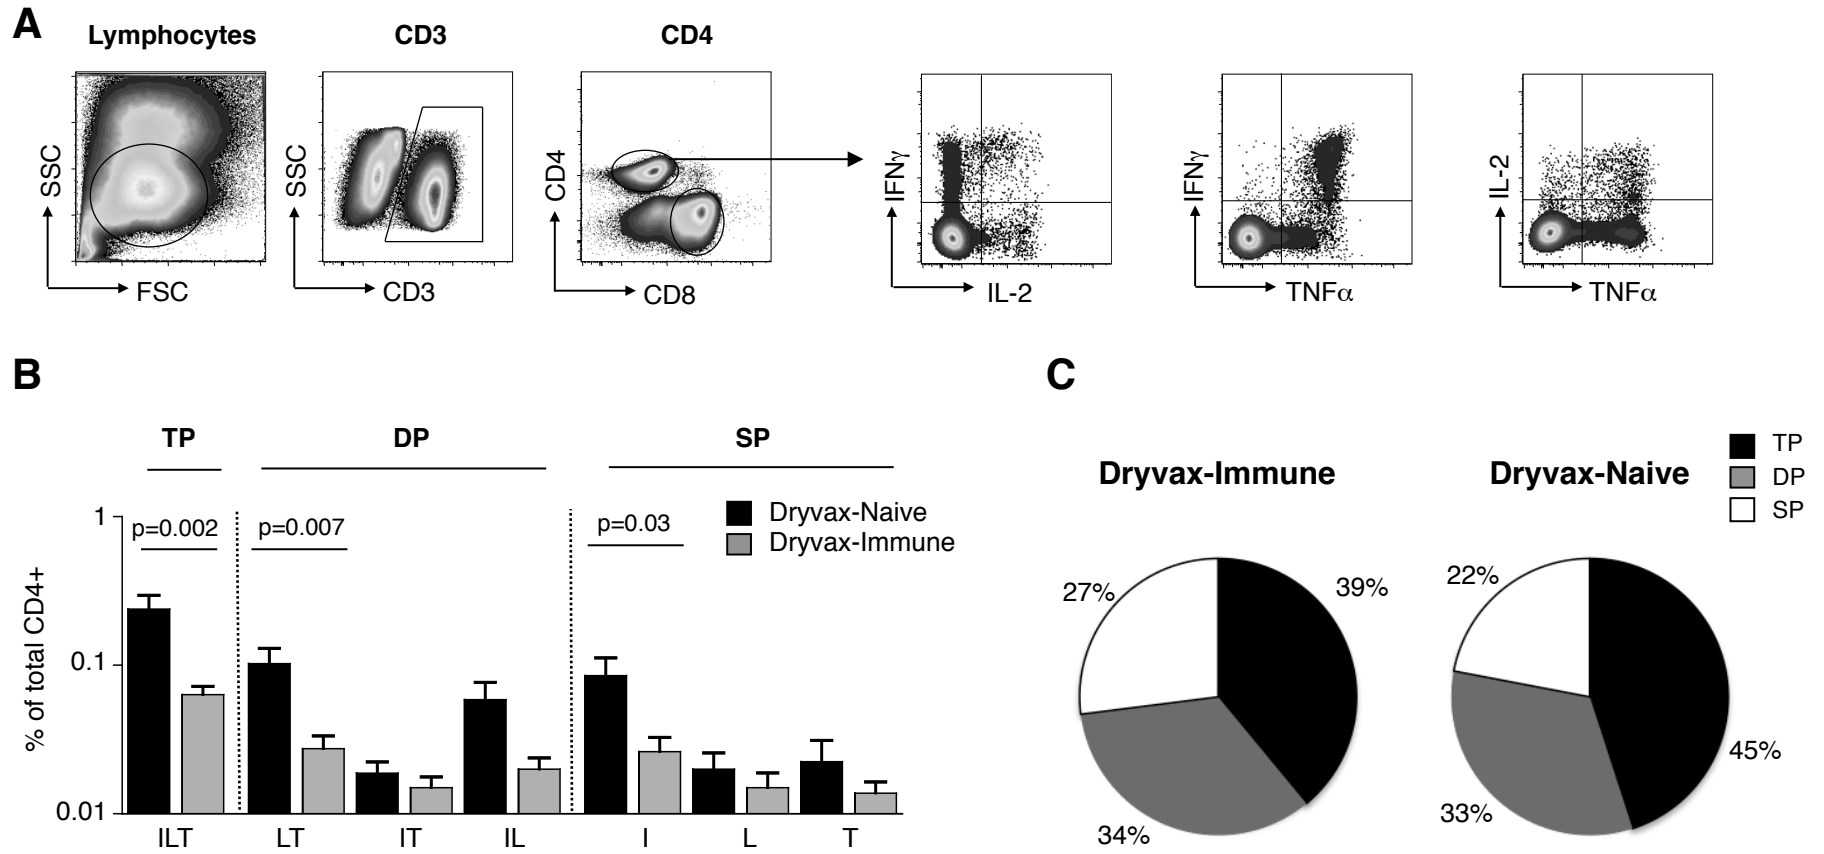 A
Lymphocytes CD3 CD4
SSC SSC CD4 IFNγ IFNγ IL-2
FSC CD3 CD8 IL-2 TNFα TNFα
B
TP DP SP
Dryvax-Naive
Dryvax-Immune
p=0.002 p=0.007 p=0.03
% of total CD4+
1
0.1
0.01
ILT LT IT IL I L T
C
TP
DP
SP
Dryvax-Immune Dryvax-Naive
27% 39% 34%
22% 45% 33%